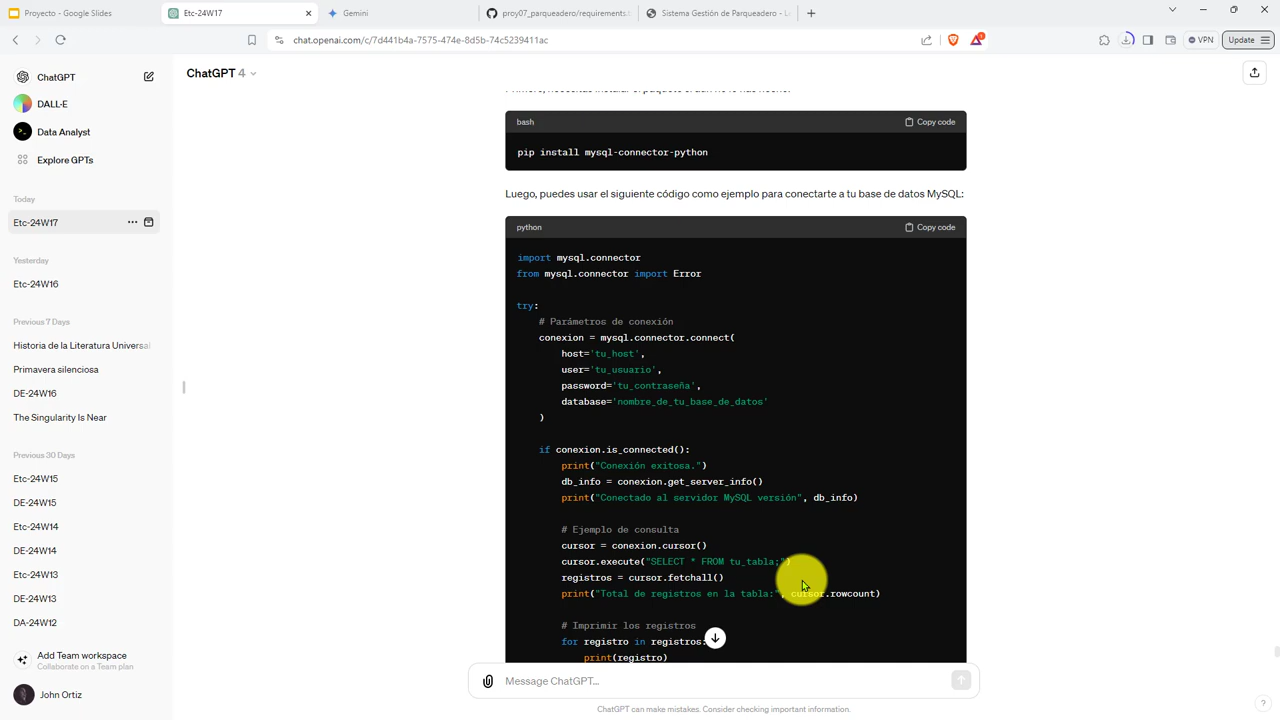 Proyecto - Google Slides
Etc-24W17
Gemini
proy07_parqueadero/requirements.t
Sistema Gestión de Parqueadero - L
chat.openai.com/c/7d441b4a-7575-474e-8d5b-74c5239411ac
VPN
Update
ChatGPT
DALL·E
Data Analyst
Explore GPTs
Today
Etc-24W17
Yesterday
Etc-24W16
Previous 7 Days
Historia de la Literatura Universal
Primavera silenciosa
DE-24W16
The Singularity Is Near
Previous 30 Days
Etc-24W15
DE-24W15
Etc-24W14
DE-24W14
Etc-24W13
DE-24W13
DA-24W12
Add Team workspace
Collaborate on a Team plan
John Ortiz
ChatGPT 4
bash
Copy code
pip install mysql-connector-python
Luego, puedes usar el siguiente código como ejemplo para conectarte a tu base de datos MySQL:
python
Copy code
import mysql.connector
from mysql.connector import Error
try:
# Parámetros de conexión
conexion = mysql.connector.connect(
host='tu_host',
user='tu_usuario',
password='tu_contraseña',
database='nombre_de_tu_base_de_datos'
)
if conexion.is_connected():
print("Conexión exitosa.")
db_info = conexion.get_server_info()
print("Conectado al servidor MySQL versión", db_info)
# Ejemplo de consulta
cursor = conexion.cursor()
cursor.execute("SELECT * FROM tu_tabla;")
registros = cursor.fetchall()
print("Total de registros en la tabla:", cursor.rowcount)
# Imprimir los registros
for registro in registros:
print(registro)
Message ChatGPT...
ChatGPT can make mistakes. Consider checking important information.
?